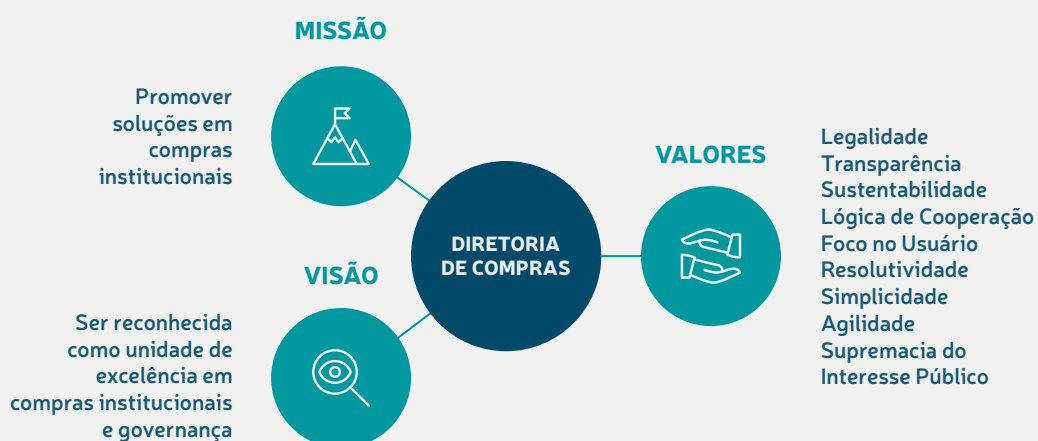 MISSÃO
Promover
soluções em
compras
institucionais
DIRETORIA
DE COMPRAS
VISÃO
Ser reconhecida
como unidade de
excelência em
compras institucionais
e governança
VALORES
Legalidade
Transparência
Sustentabilidade
Lógica de Cooperação
Foco no Usuário
Resolutividade
Simplicidade
Agilidade
Supremacia do
Interesse Público